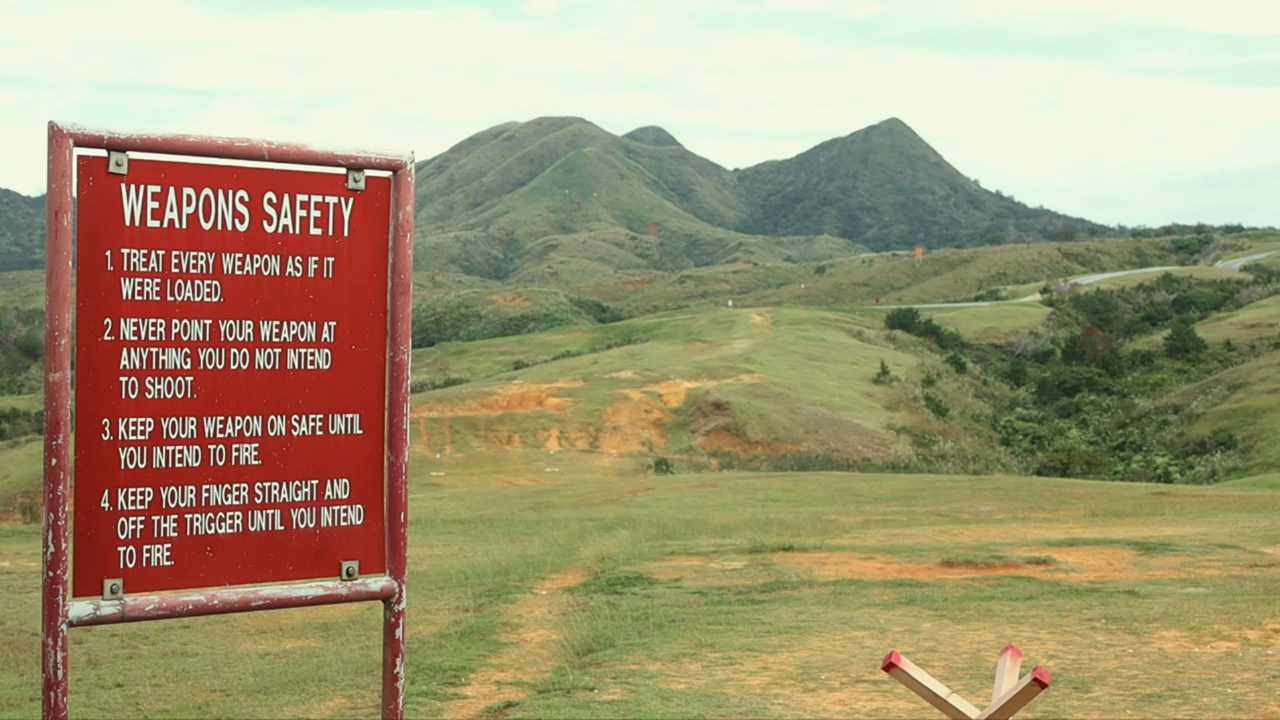 WEAPONS SAFETY
1. TREAT EVERY WEAPON AS IF IT
WERE LOADED.
2. NEVER POINT YOUR WEAPON AT
ANYTHING YOU DO NOT INTEND
TO SHOOT.
3. KEEP YOUR WEAPON ON SAFE UNTIL
YOU INTEND TO FIRE.
4. KEEP YOUR FINGER STRAIGHT AND
OFF THE TRIGGER UNTIL YOU INTEND
TO FIRE.